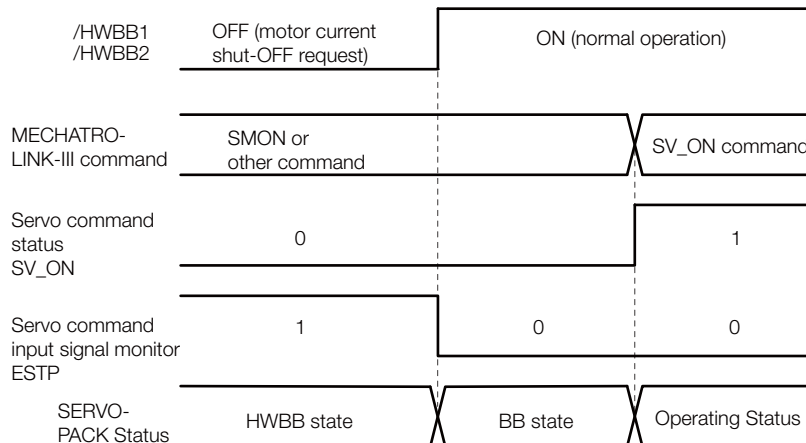 /HWBB1
/HWBB2
OFF (motor current
shut-OFF request)
ON (normal operation)
MECHATRO-
LINK-III command
SMON or
other command
SV_ON command
Servo command
status
SV_ON
0
1
Servo command
input signal monitor
ESTP
1
0
0
SERVO-
PACK Status
HWBB state
BB state
Operating Status